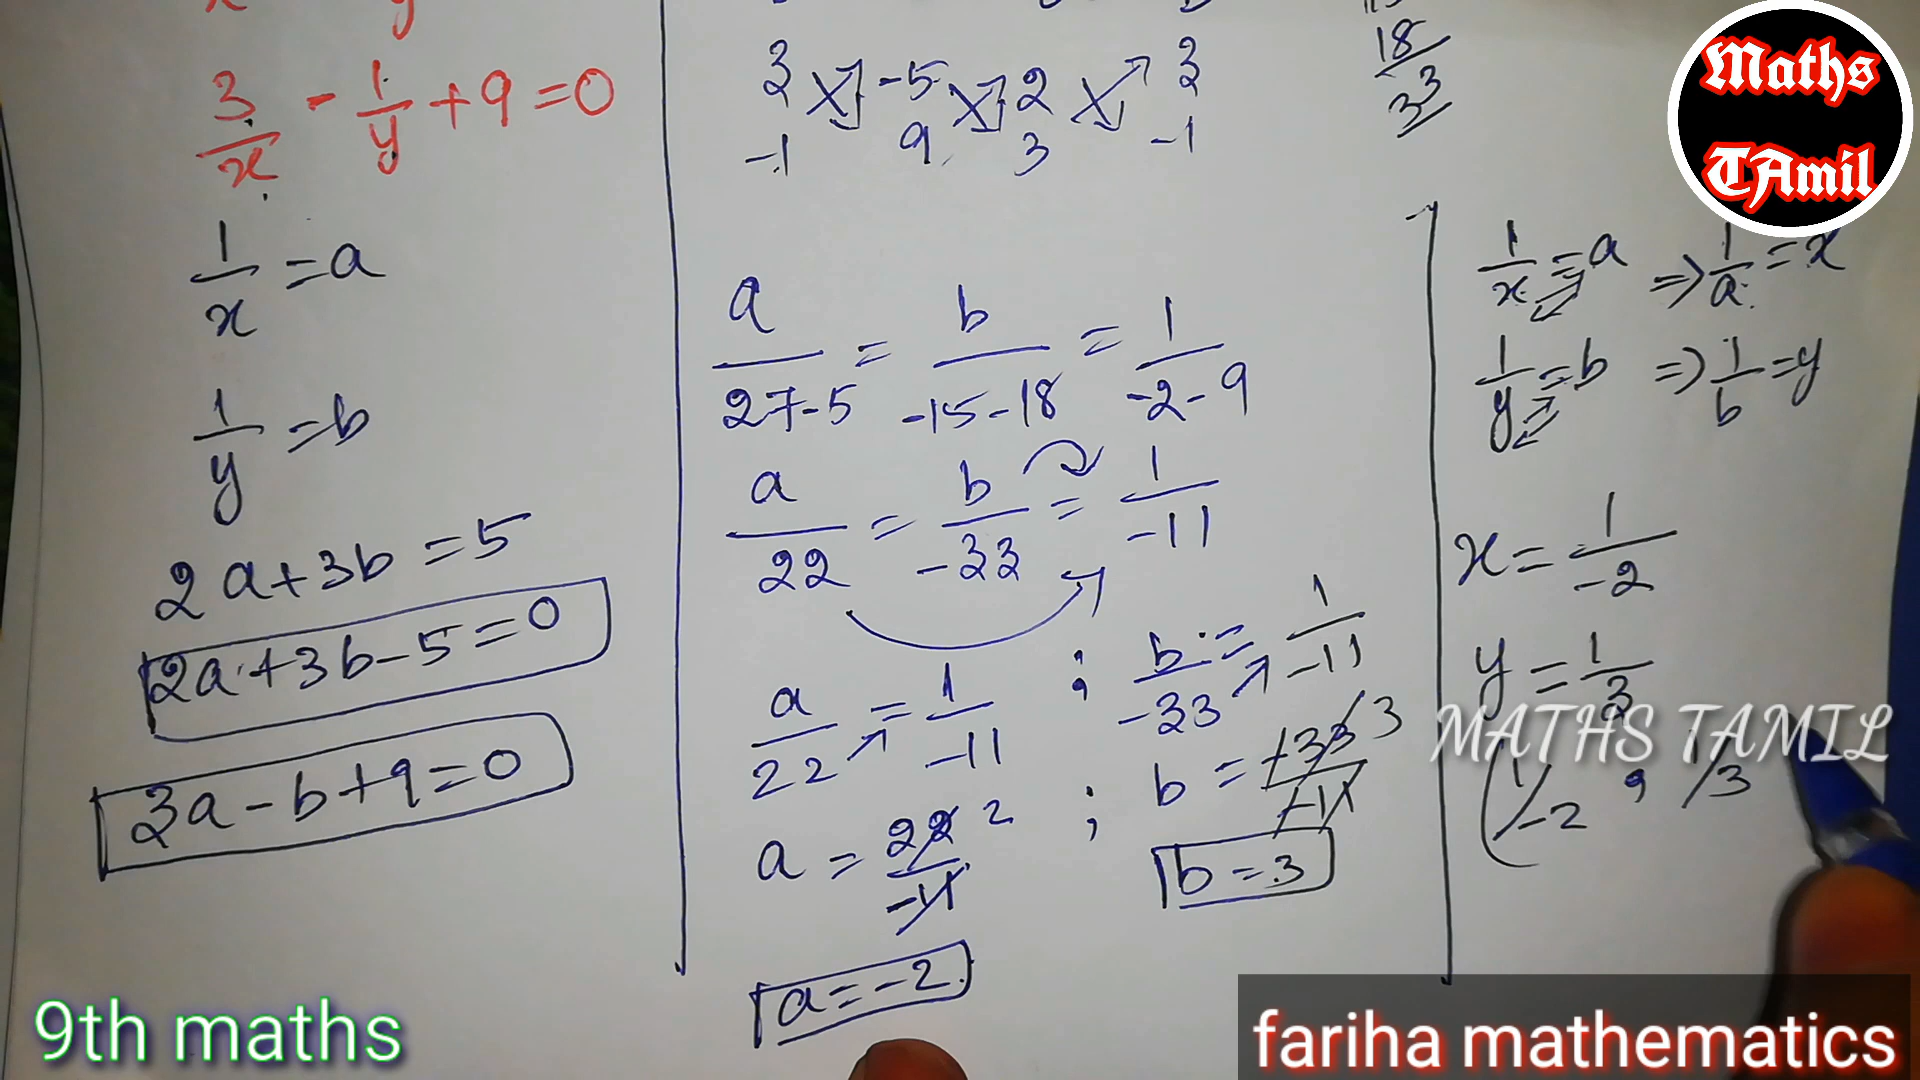 3/x - 1/y + 9 = 0
1/x = a
1/y = b
2a + 3b = 5
2a + 3b - 5 = 0
3a - b + 9 = 0
3 -5 2 3
-1 9 3 -1
a/27-5 = b/-15-18 = 1/-2-9
a/22 = b/-33 = 1/-11
a/22 = 1/-11 ; b/-33 = 1/-11
a = 22/-11 2 ; b = -33/-11 3
a = -2
b = 3
18
33
1/x = a ⇒ 1/a = x
1/y = b ⇒ 1/b = y
x = 1/-2
y = 1/3
(1/-2 , 1/3
Maths
TAmil
MATHS TAMIL
9th maths
fariha mathematics